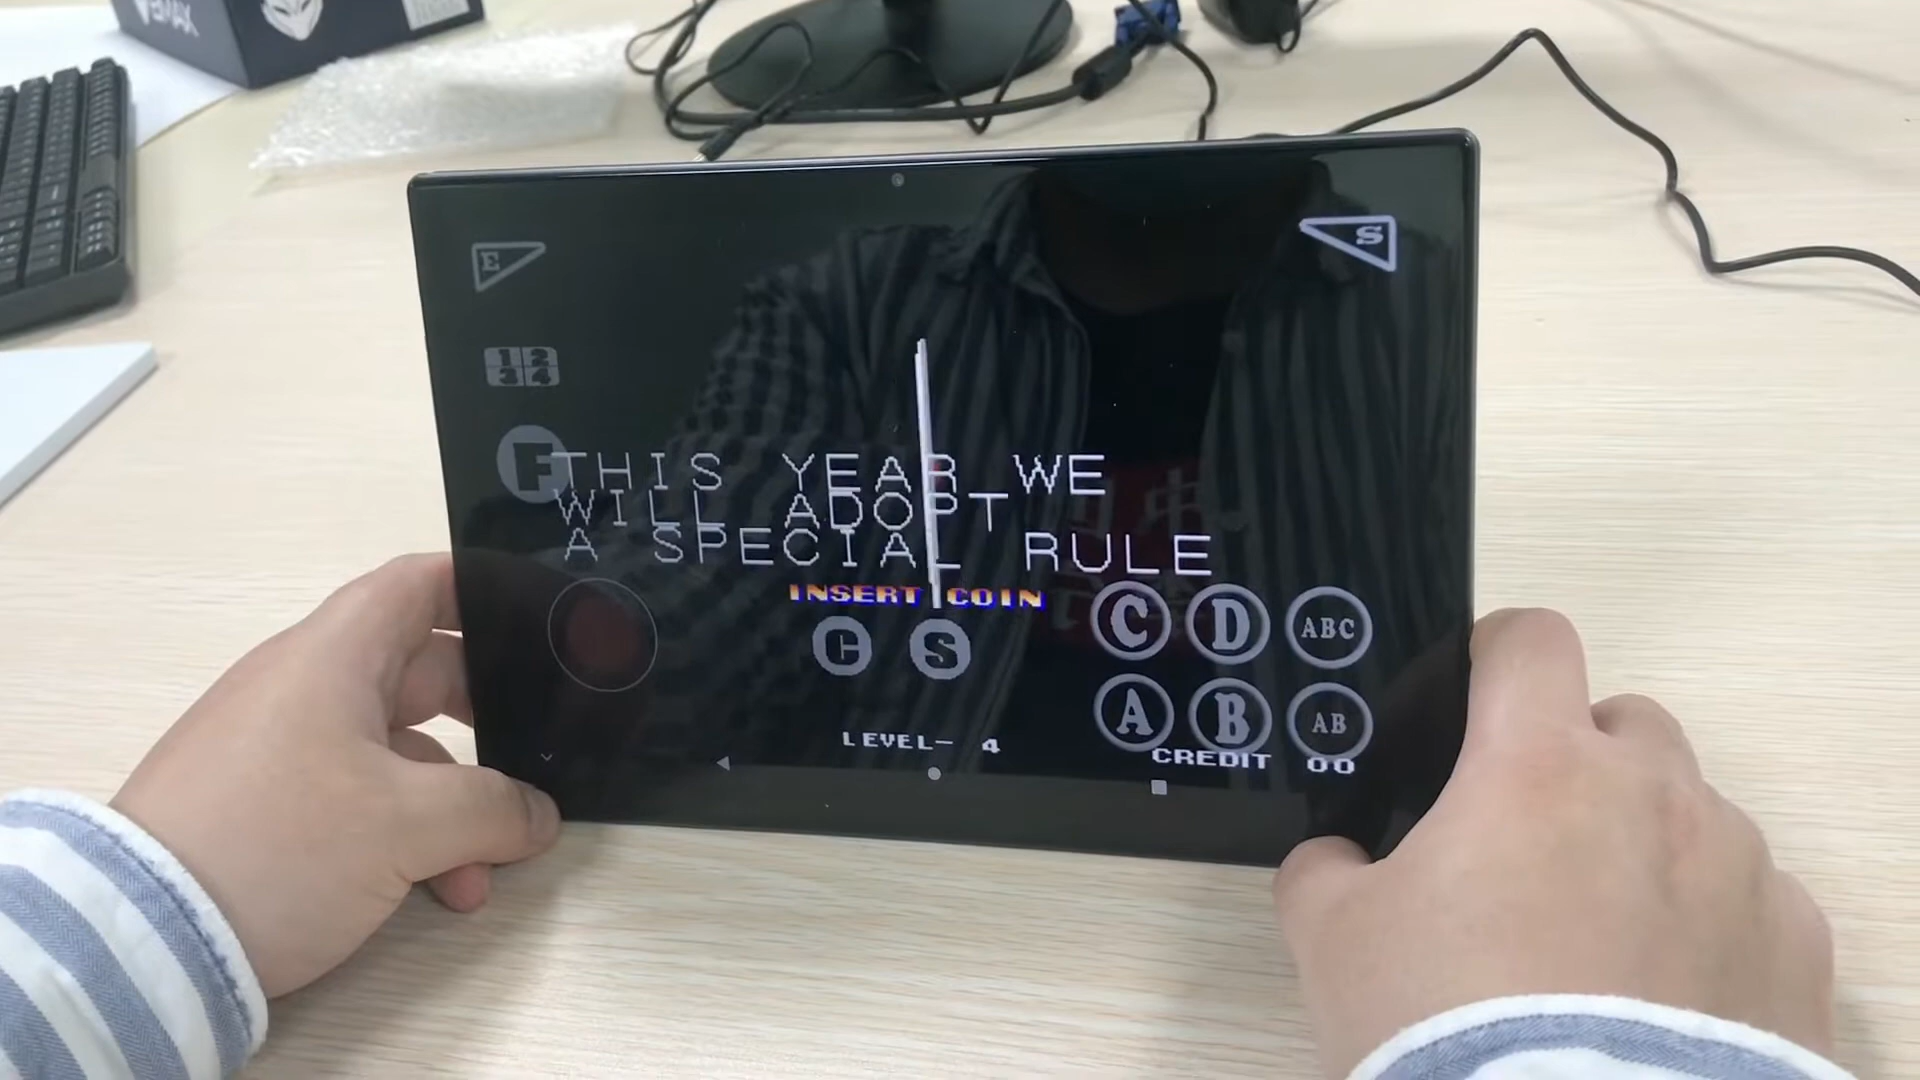 E
S
1 2
3 4
F
THIS YEAR WE
WILL ADOPT
A SPECIAL RULE
INSERT COIN
C S
C D ABC
A B AB
LEVEL- 4
CREDIT 00